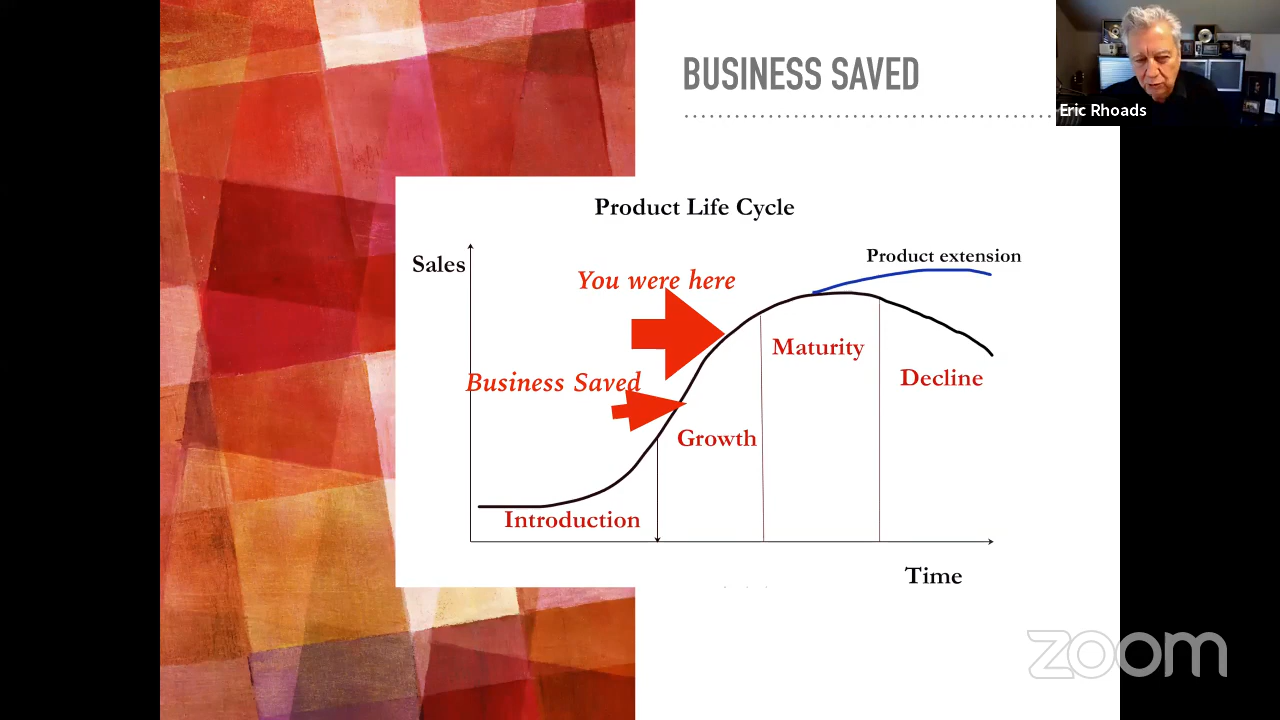 BUSINESS SAVED
Eric Rhoads
Product Life Cycle
Sales
Product extension
You were here
Maturity
Business Saved
Decline
Growth
Introduction
Time
zoom